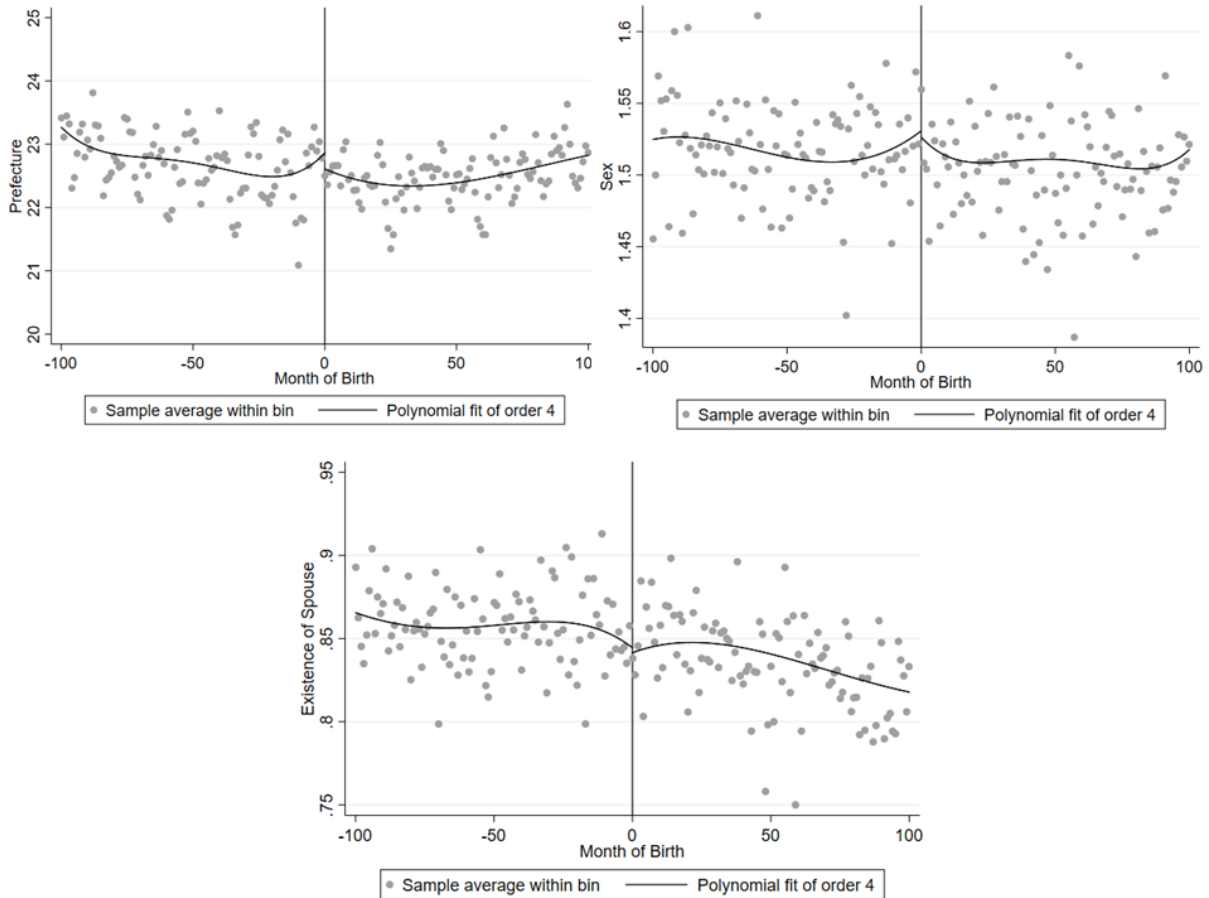 Prefecture
25
24
23
22
21
20
-100
-50
0
50
100
Month of Birth
Sample average within bin
Polynomial fit of order 4
Sex
1.6
1.55
1.5
1.45
1.4
-100
-50
0
50
100
Month of Birth
Sample average within bin
Polynomial fit of order 4
Existence of Spouse
.95
.9
.85
.8
.75
-100
-50
0
50
100
Month of Birth
Sample average within bin
Polynomial fit of order 4